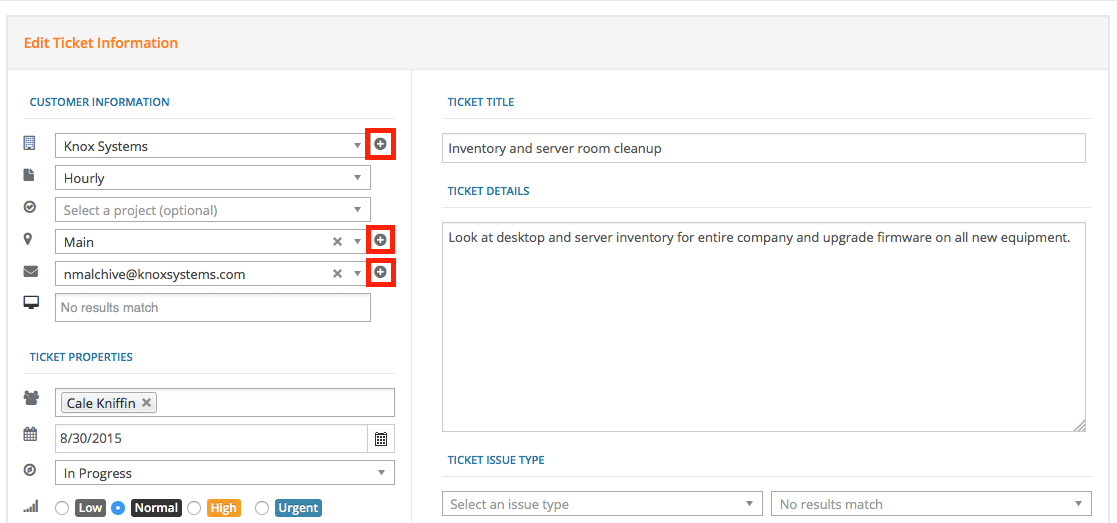 Edit Ticket Information
CUSTOMER INFORMATION
Knox Systems
Hourly
Select a project (optional)
Main
nmalchive@knoxsystems.com
No results match
TICKET PROPERTIES
Cale Kniffin
8/30/2015
In Progress
Low Normal High Urgent
TICKET TITLE
Inventory and server room cleanup
TICKET DETAILS
Look at desktop and server inventory for entire company and upgrade firmware on all new equipment.
TICKET ISSUE TYPE
Select an issue type No results match